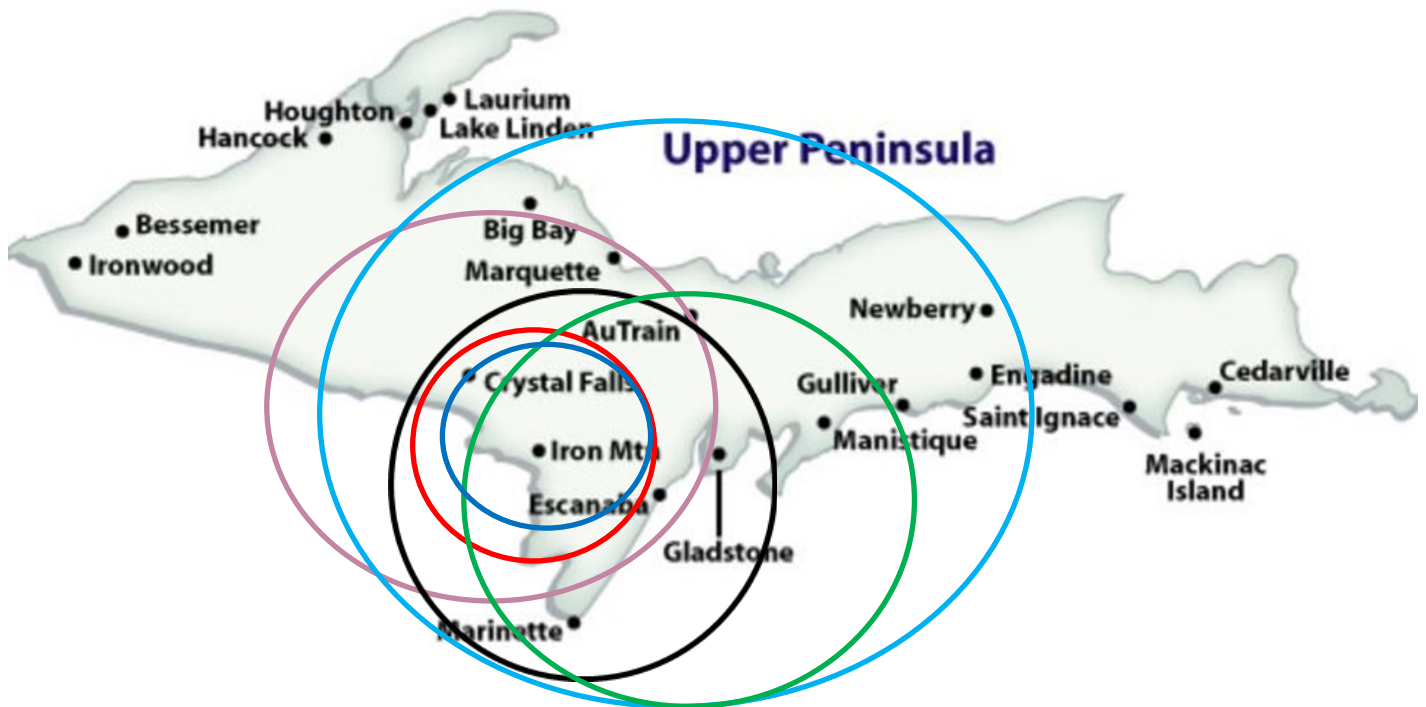 Laurium
Houghton
Lake Linden
Hancock
Upper Peninsula
Bessemer
Big Bay
Ironwood
Marquette
Newberry
AuTrain
Crystal Falls
Gulliver
Engadine
Cedarville
Saint Ignace
Manistique
Iron Mtn
Mackinac
Island
Escanaba
Gladstone
Marinette